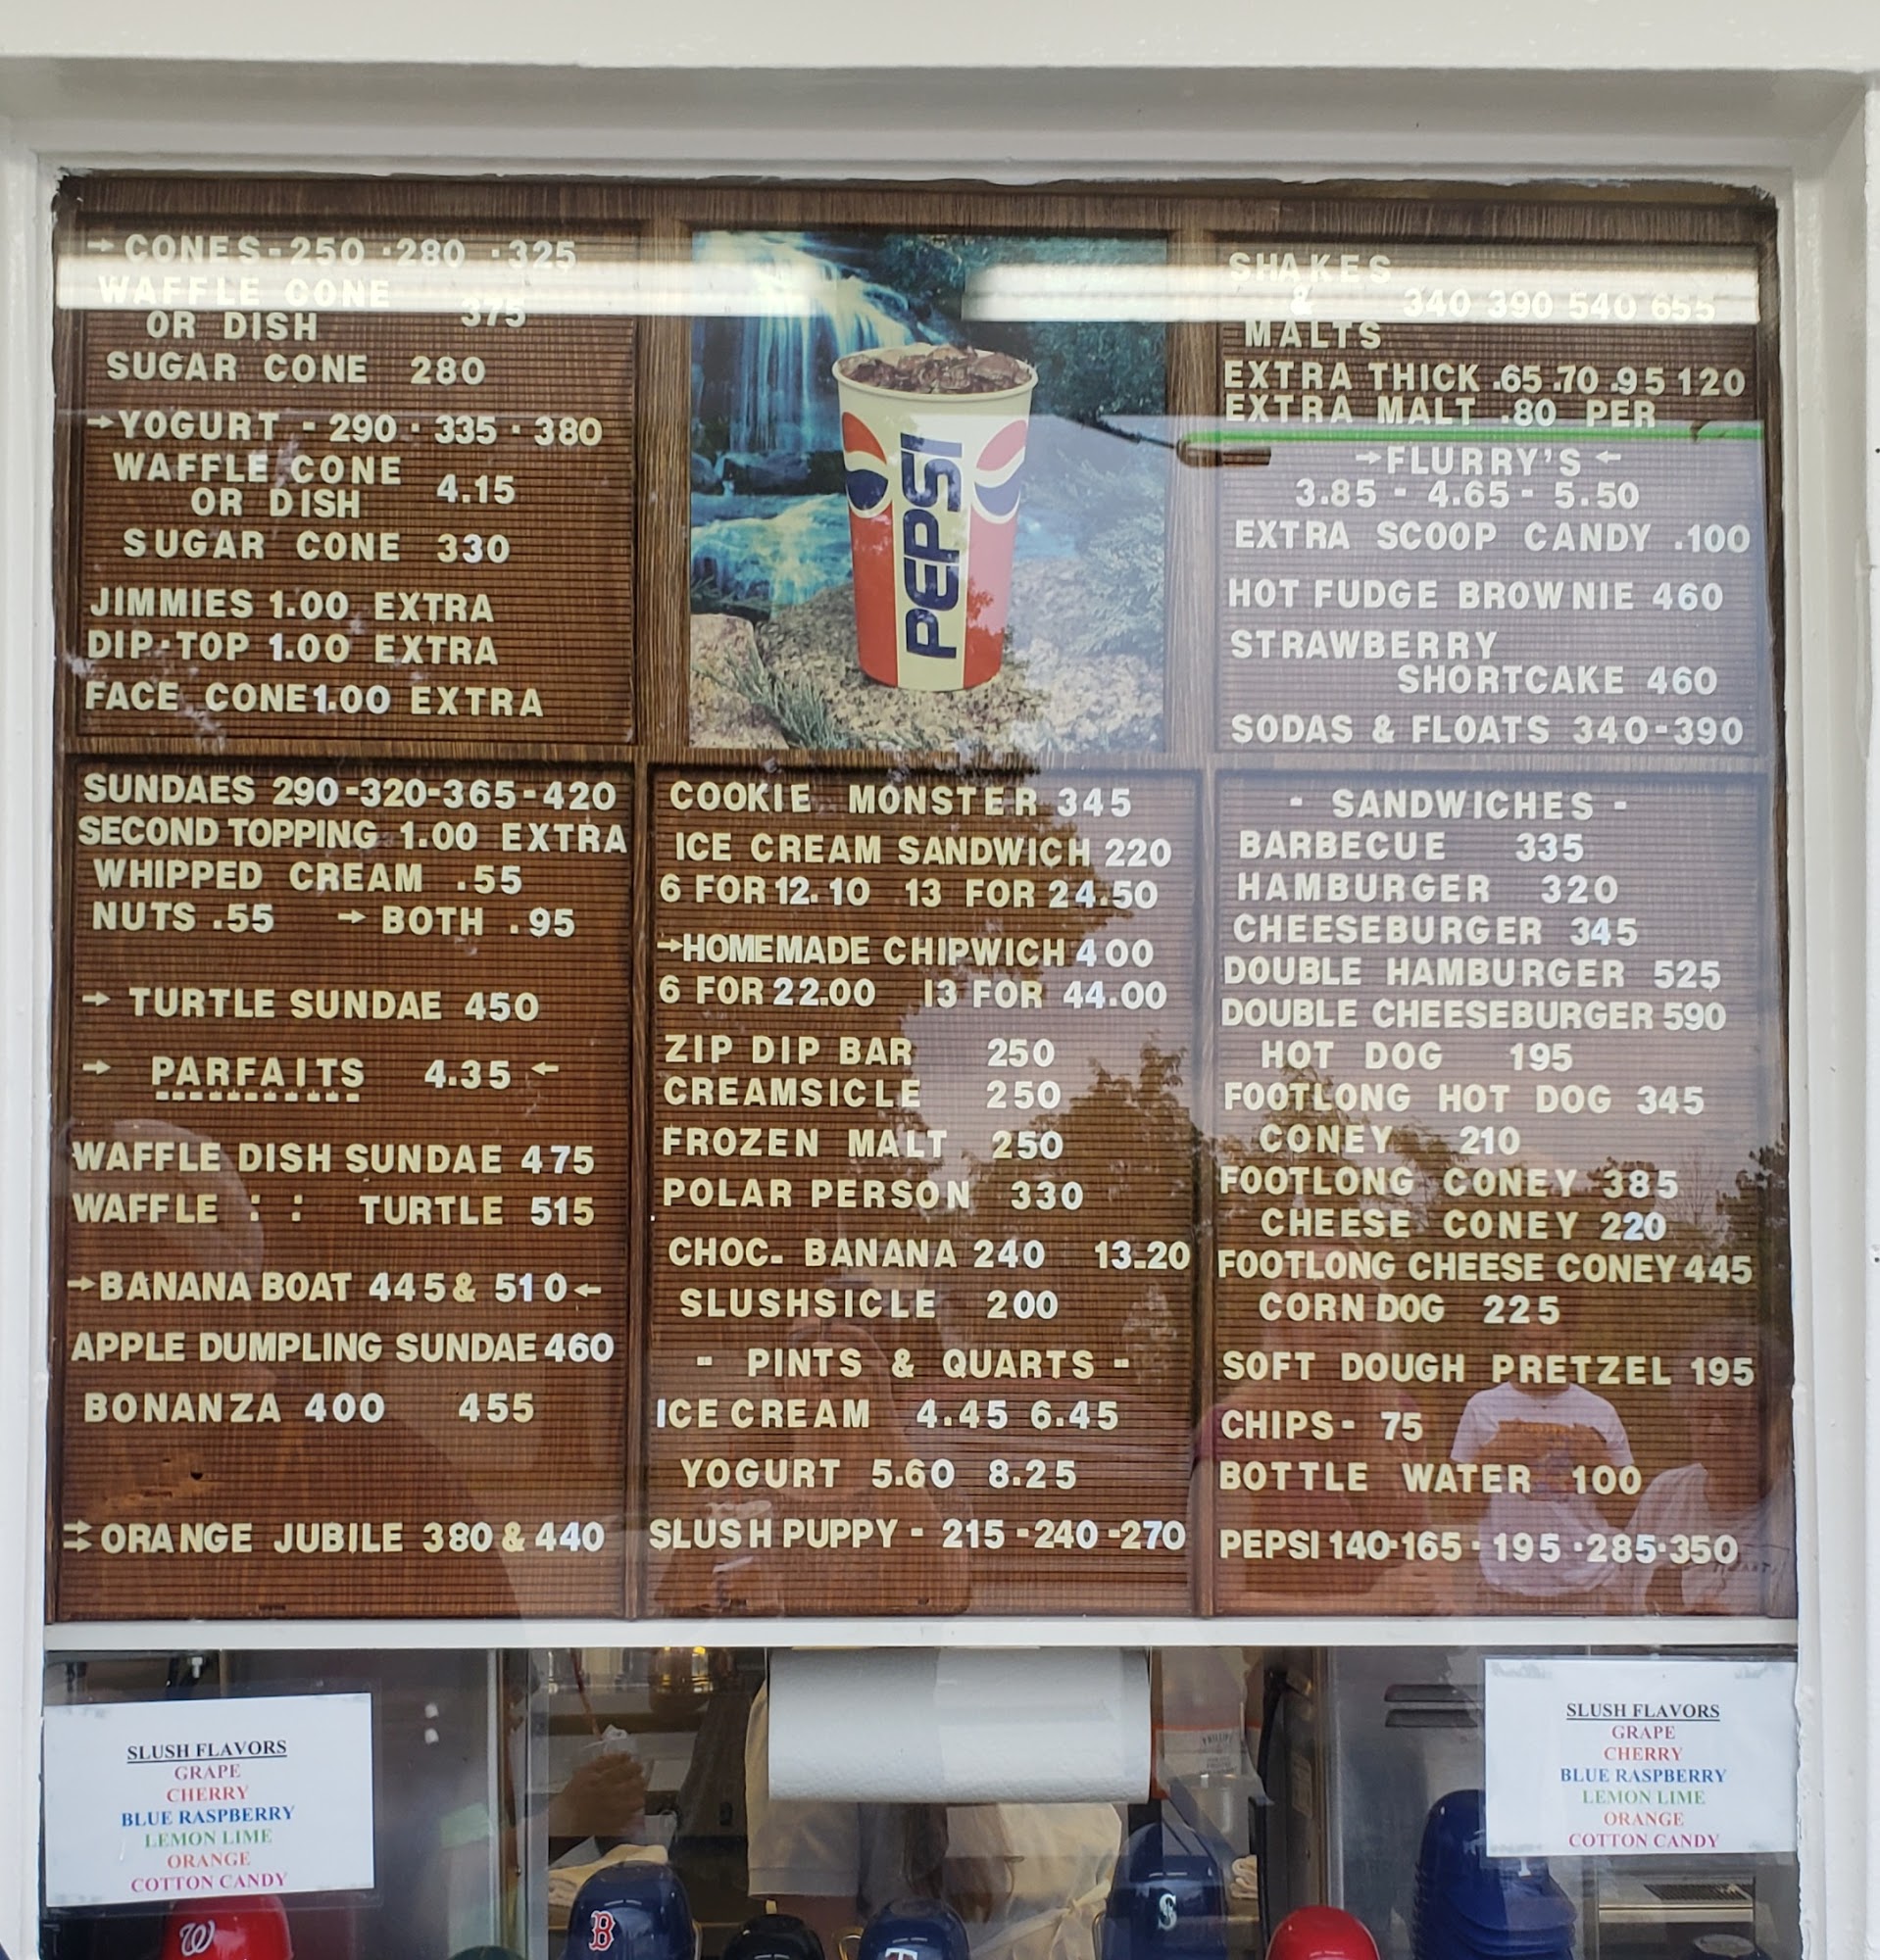 → CONES - 250 · 280 · 325
WAFFLE CONE
OR DISH 375
SUGAR CONE 280
→ YOGURT - 290 · 335 · 380
WAFFLE CONE
OR DISH 4.15
SUGAR CONE 330
JIMMIES 1.00 EXTRA
DIP·TOP 1.00 EXTRA
FACE CONE 1.00 EXTRA
PEPSI
SHAKES
& 340 390 540 655
MALTS
EXTRA THICK .65 .70 .95 120
EXTRA MALT .80 PER
→ FLURRY'S ←
3.85 - 4.65 - 5.50
EXTRA SCOOP CANDY .100
HOT FUDGE BROWNIE 460
STRAWBERRY
SHORTCAKE 460
SODAS & FLOATS 340-390
SUNDAES 290-320-365-420
SECOND TOPPING 1.00 EXTRA
WHIPPED CREAM .55
NUTS .55 → BOTH .95
→ TURTLE SUNDAE 450
→ PARFAITS 4.35 ←
WAFFLE DISH SUNDAE 475
WAFFLE : : TURTLE 515
→ BANANA BOAT 445 & 510 ←
APPLE DUMPLING SUNDAE 460
BONANZA 400 455
→ ORANGE JUBILE 380 & 440
COOKIE MONSTER 345
ICE CREAM SANDWICH 220
6 FOR 12.10 13 FOR 24.50
→ HOMEMADE CHIPWICH 400
6 FOR 22.00 13 FOR 44.00
ZIP DIP BAR 250
CREAMSICLE 250
FROZEN MALT 250
POLAR PERSON 330
CHOC- BANANA 240 13.20
SLUSHSICLE 200
- PINTS & QUARTS -
ICE CREAM 4.45 6.45
YOGURT 5.60 8.25
SLUSH PUPPY - 215 - 240 - 270
- SANDWICHES -
BARBECUE 335
HAMBURGER 320
CHEESEBURGER 345
DOUBLE HAMBURGER 525
DOUBLE CHEESEBURGER 590
HOT DOG 195
FOOTLONG HOT DOG 345
CONEY 210
FOOTLONG CONEY 385
CHEESE CONEY 220
FOOTLONG CHEESE CONEY 445
CORN DOG 225
SOFT DOUGH PRETZEL 195
CHIPS - 75
BOTTLE WATER 100
PEPSI 140·165·195·285·350
SLUSH FLAVORS
GRAPE
CHERRY
BLUE RASPBERRY
LEMON LIME
ORANGE
COTTON CANDY
SLUSH FLAVORS
GRAPE
CHERRY
BLUE RASPBERRY
LEMON LIME
ORANGE
COTTON CANDY
W
B
S